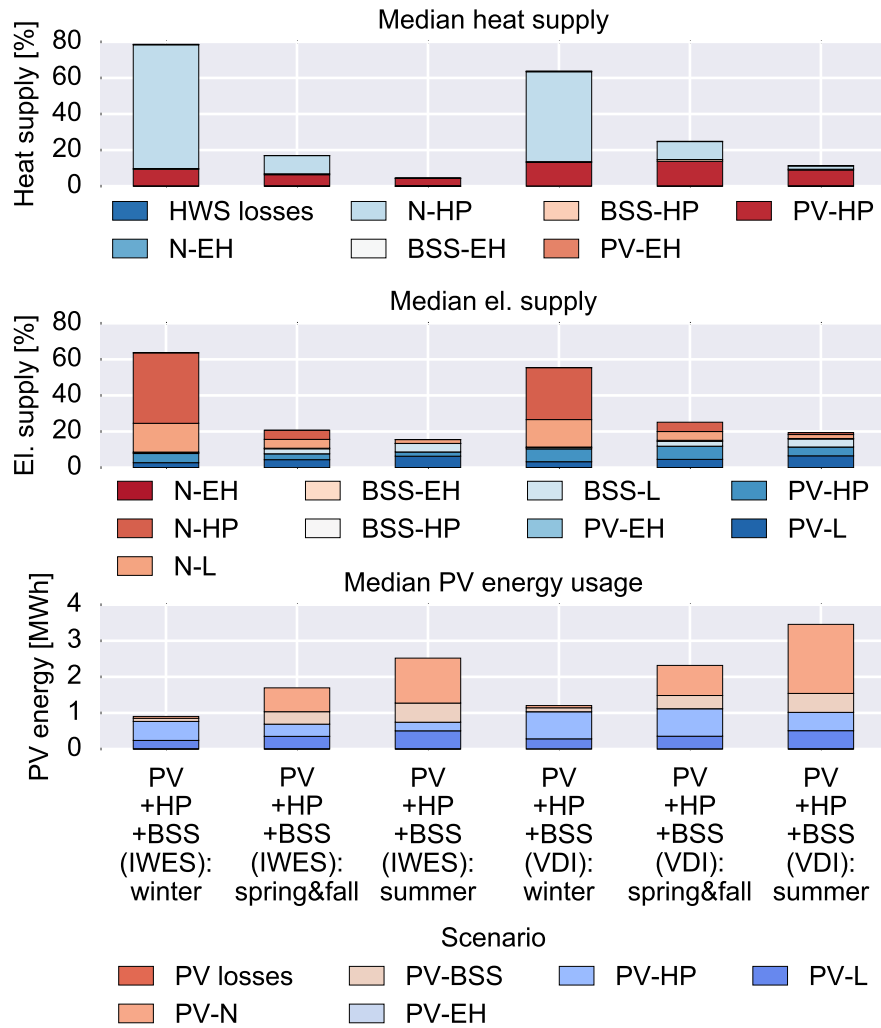 Median heat supply
Heat supply [%]
80
60
40
20
0
HWS losses N-HP BSS-HP PV-HP
N-EH BSS-EH PV-EH
Median el. supply
El. supply [%]
80
60
40
20
0
N-EH BSS-EH BSS-L PV-HP
N-HP BSS-HP PV-EH PV-L
N-L
Median PV energy usage
PV energy [MWh]
4
3
2
1
0
PV PV PV PV PV PV
+HP +HP +HP +HP +HP +HP
+BSS +BSS +BSS +BSS +BSS +BSS
(IWES): (IWES): (IWES): (VDI): (VDI): (VDI):
winter spring&fall summer winter spring&fall summer
Scenario
PV losses PV-BSS PV-HP PV-L
PV-N PV-EH